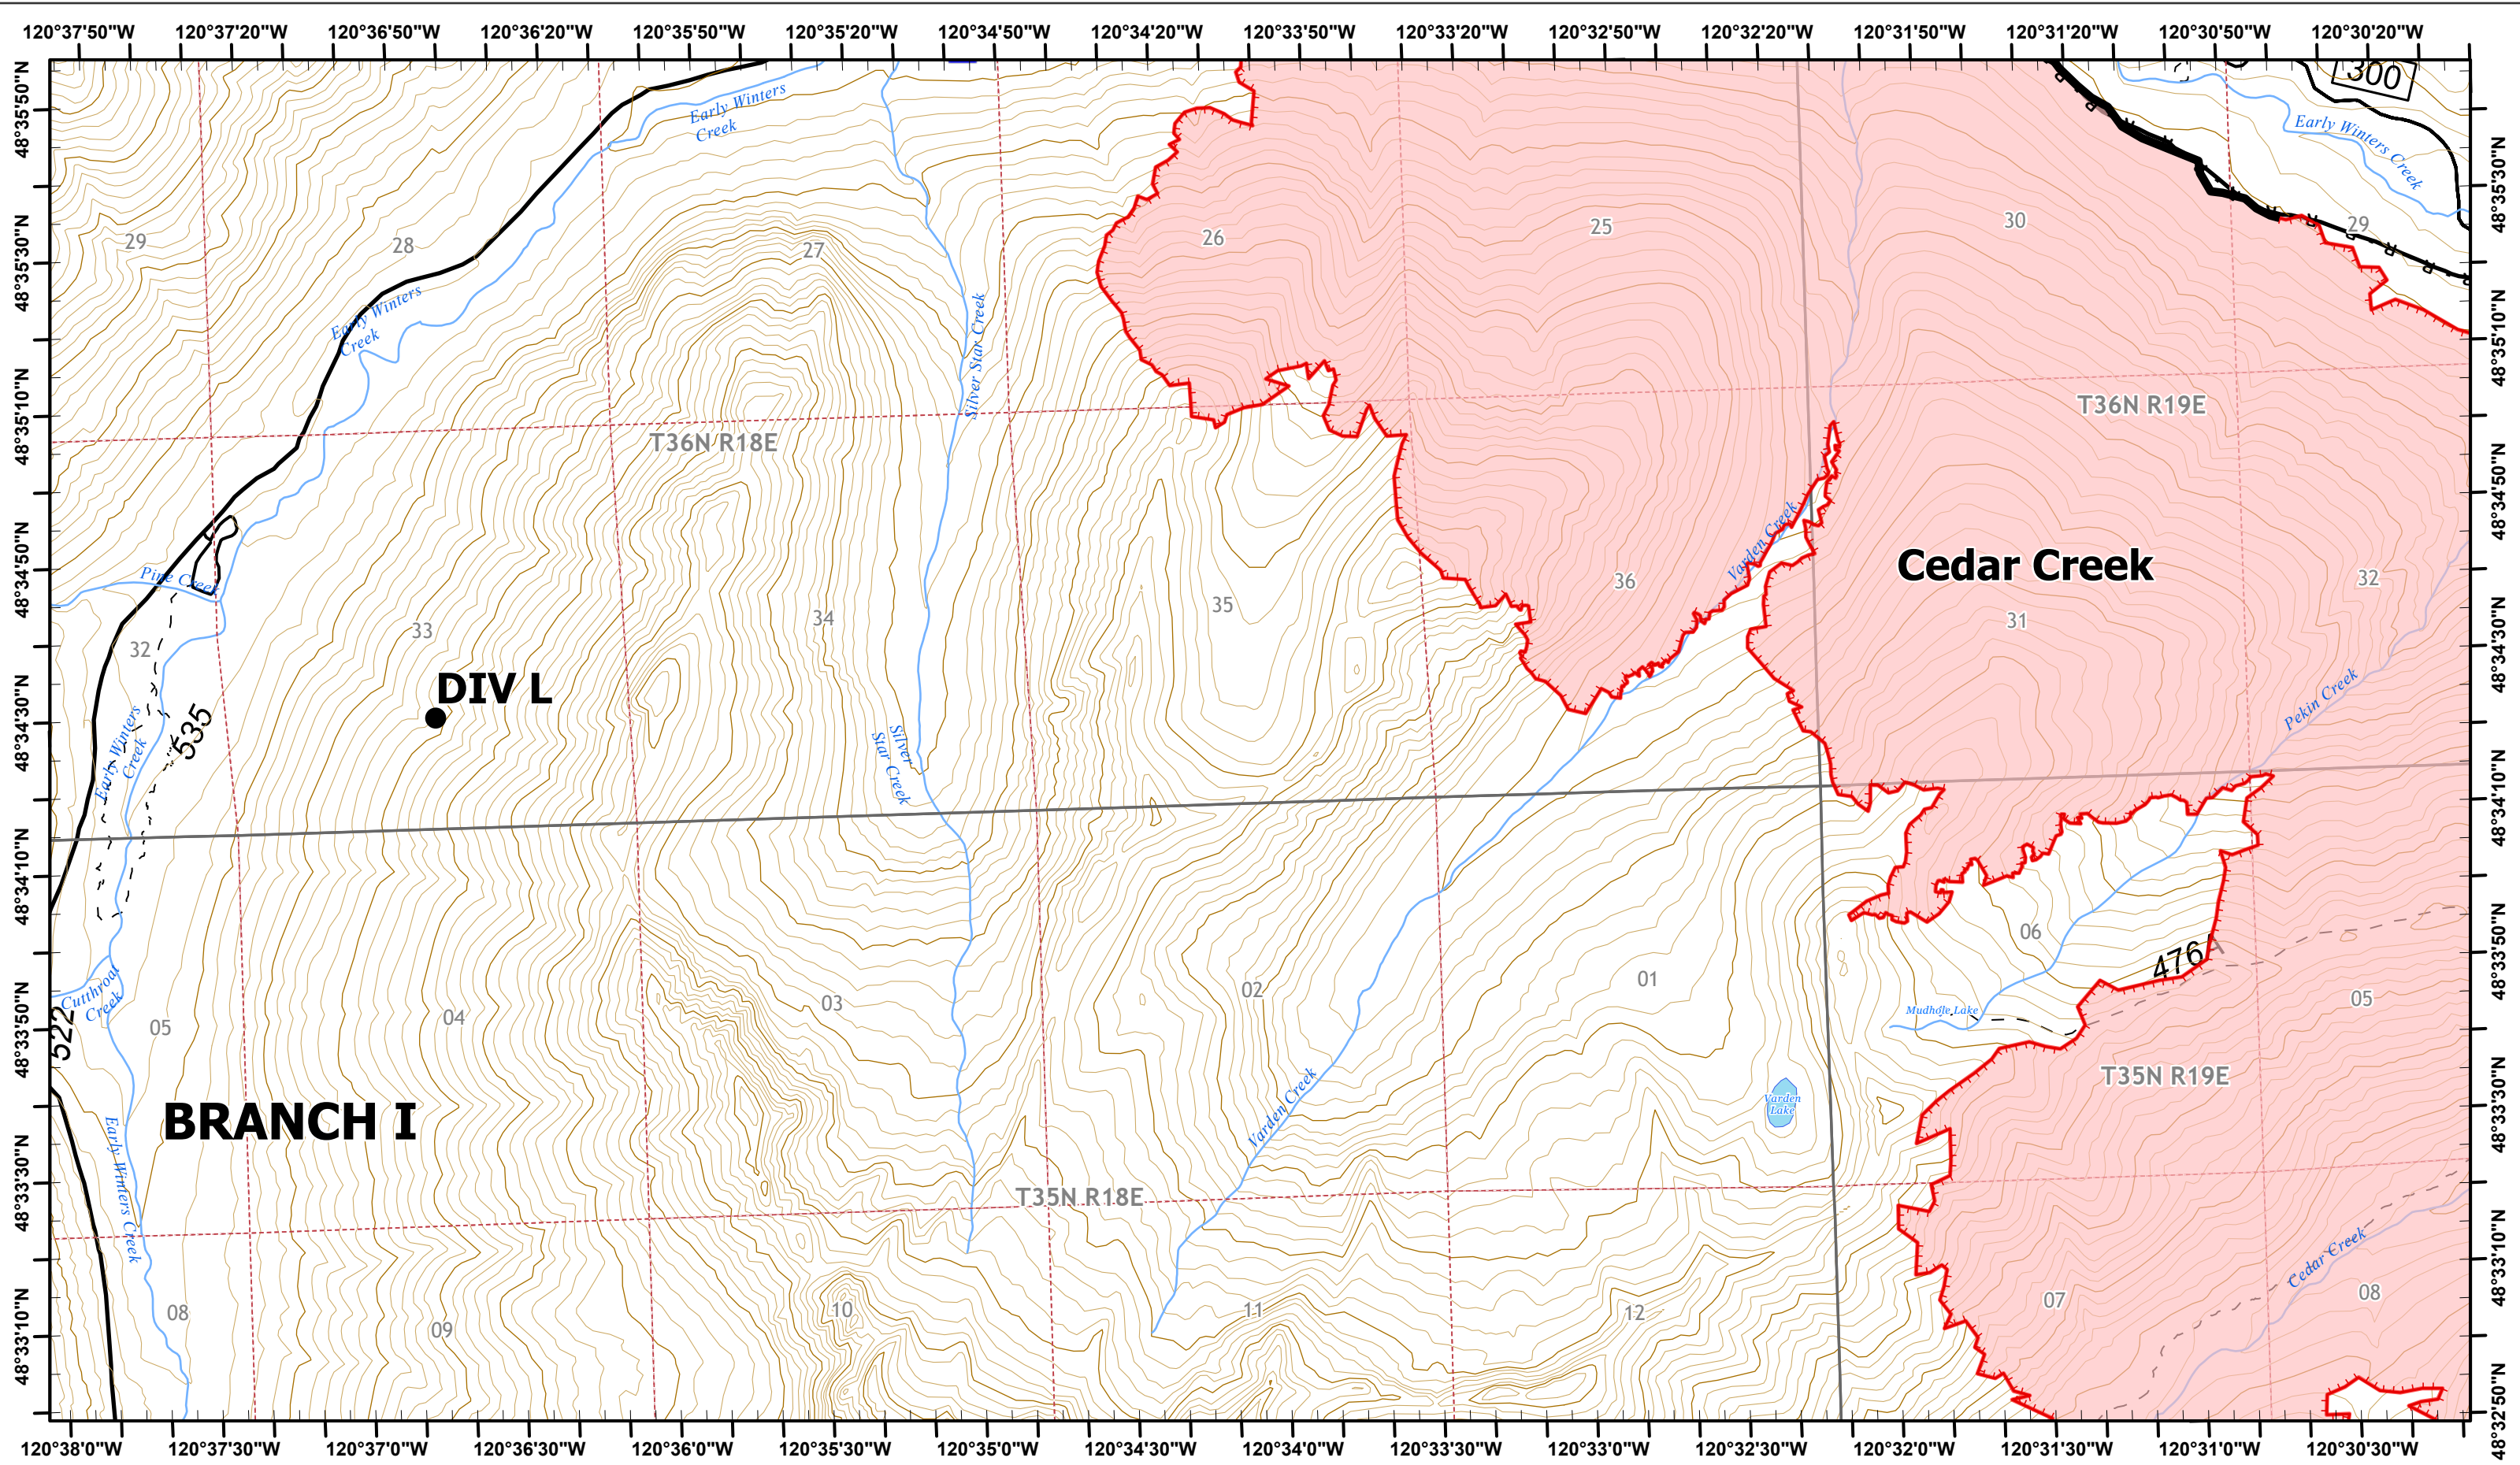 120°37'50"W 120°37'20"W 120°36'50"W 120°36'20"W 120°35'50"W 120°35'20"W 120°34'50"W 120°34'20"W 120°33'50"W 120°33'20"W 120°32'50"W 120°32'20"W 120°31'50"W 120°31'20"W 120°30'50"W 120°30'20"W
48°35'50"N
48°35'30"N
48°35'10"N
48°34'50"N
48°34'30"N
48°34'10"N
48°33'50"N
48°33'30"N
48°33'10"N
300
Early Winters
Creek
Early Winters Creek
29
28
27
26
25
30
29
R R R R R R R
Early Winters
Creek
Silver Star Creek
T36N R18E
T36N R19E
Varden Creek
Cedar Creek
Pine Creek
32
33
34
35
36
31
32
DIV L
535
Early Winters
Creek
Silver
Star Creek
Pekin Creek
Cutthroat
Creek
522
05
04
03
02
01
06
476
05
Mudhole Lake
BRANCH I
Early Winters Creek
Varden Creek
Varden
Lake
T35N R19E
T35N R18E
Cedar Creek
08
09
10
11
12
07
08
48°35'30"N
48°35'10"N
48°34'50"N
48°34'30"N
48°34'10"N
48°33'50"N
48°33'30"N
48°33'10"N
48°32'50"N
120°38'0"W 120°37'30"W 120°37'0"W 120°36'30"W 120°36'0"W 120°35'30"W 120°35'0"W 120°34'30"W 120°34'0"W 120°33'30"W 120°33'0"W 120°32'30"W 120°32'0"W 120°31'30"W 120°31'0"W 120°30'30"W